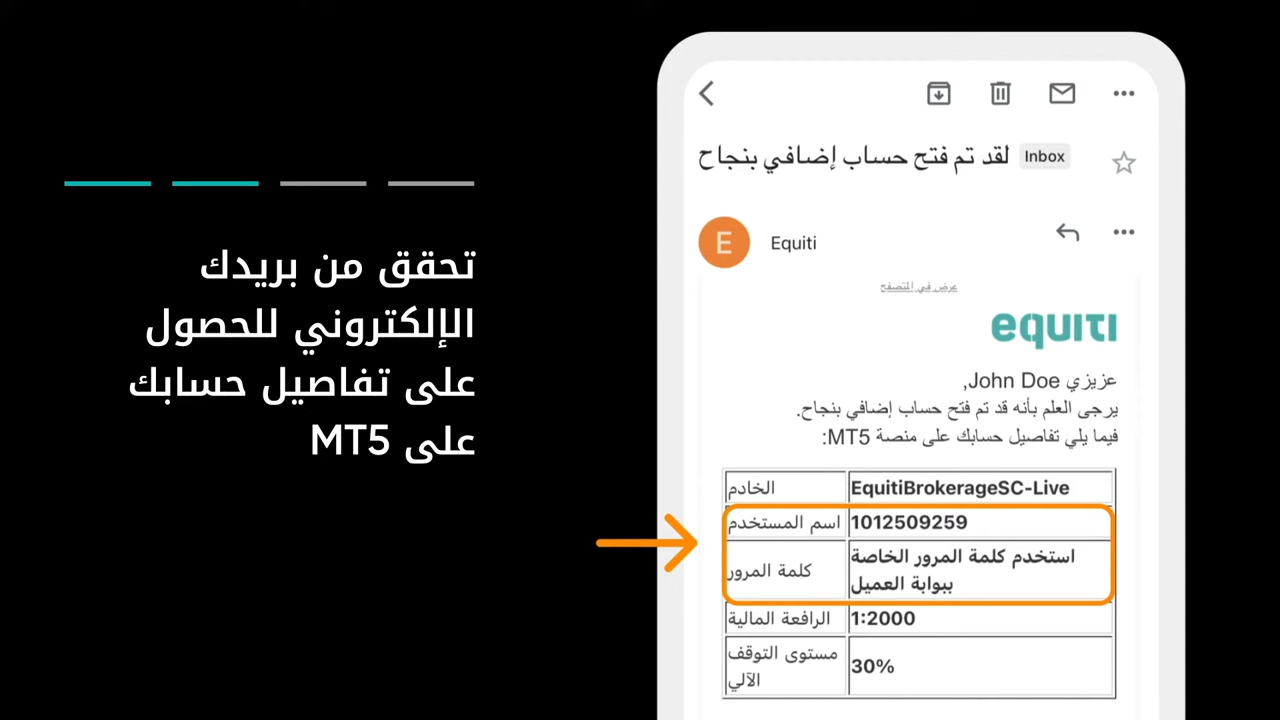 تحقق من بريدك
الإلكتروني للحصول
على تفاصيل حسابك
على MT5
لقد تم فتح حساب إضافي بنجاح Inbox
E Equiti
عرض في المتصفح
equiti
عزيزي John Doe,
يرجى العلم بأنه قد تم فتح حساب إضافي بنجاح.
فيما يلي تفاصيل حسابك على منصة MT5:
الخادم EquitiBrokerageSC-Live
اسم المستخدم 1012509259
كلمة المرور استخدم كلمة المرور الخاصة
ببوابة العميل
الرافعة المالية 1:2000
مستوى التوقف
الآلي 30%